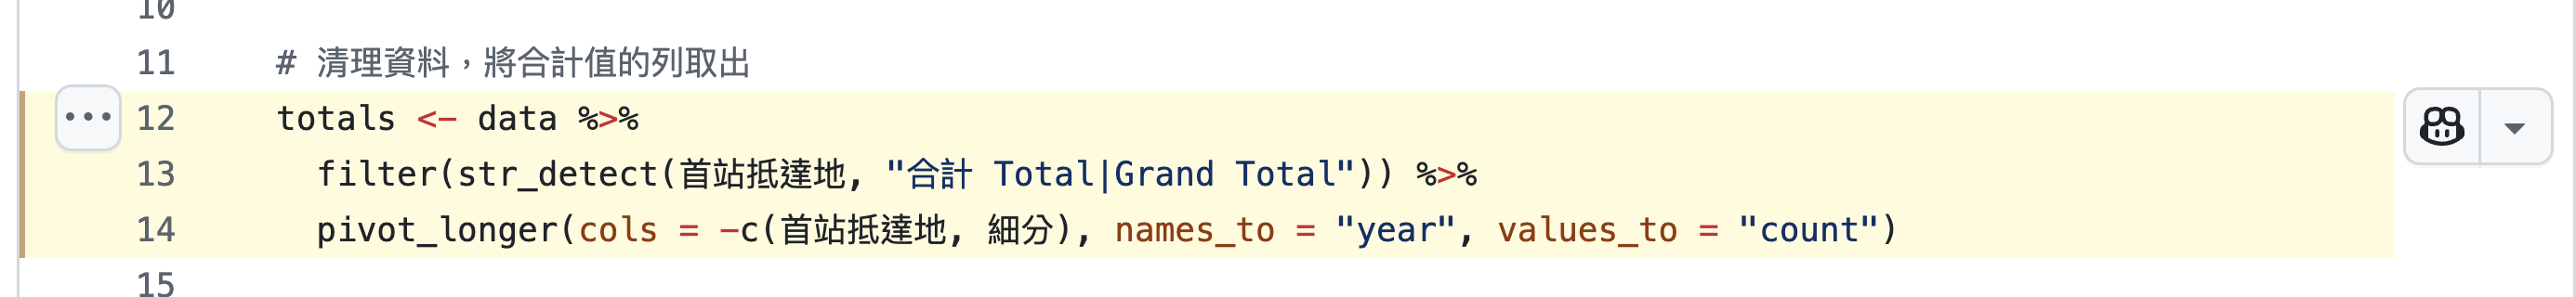 10
11 # 清理資料，將合計值的列取出
12 totals <- data %>%
13 filter(str_detect(首站抵達地, "合計 Total|Grand Total")) %>%
14 pivot_longer(cols = -c(首站抵達地, 細分), names_to = "year", values_to = "count")
15